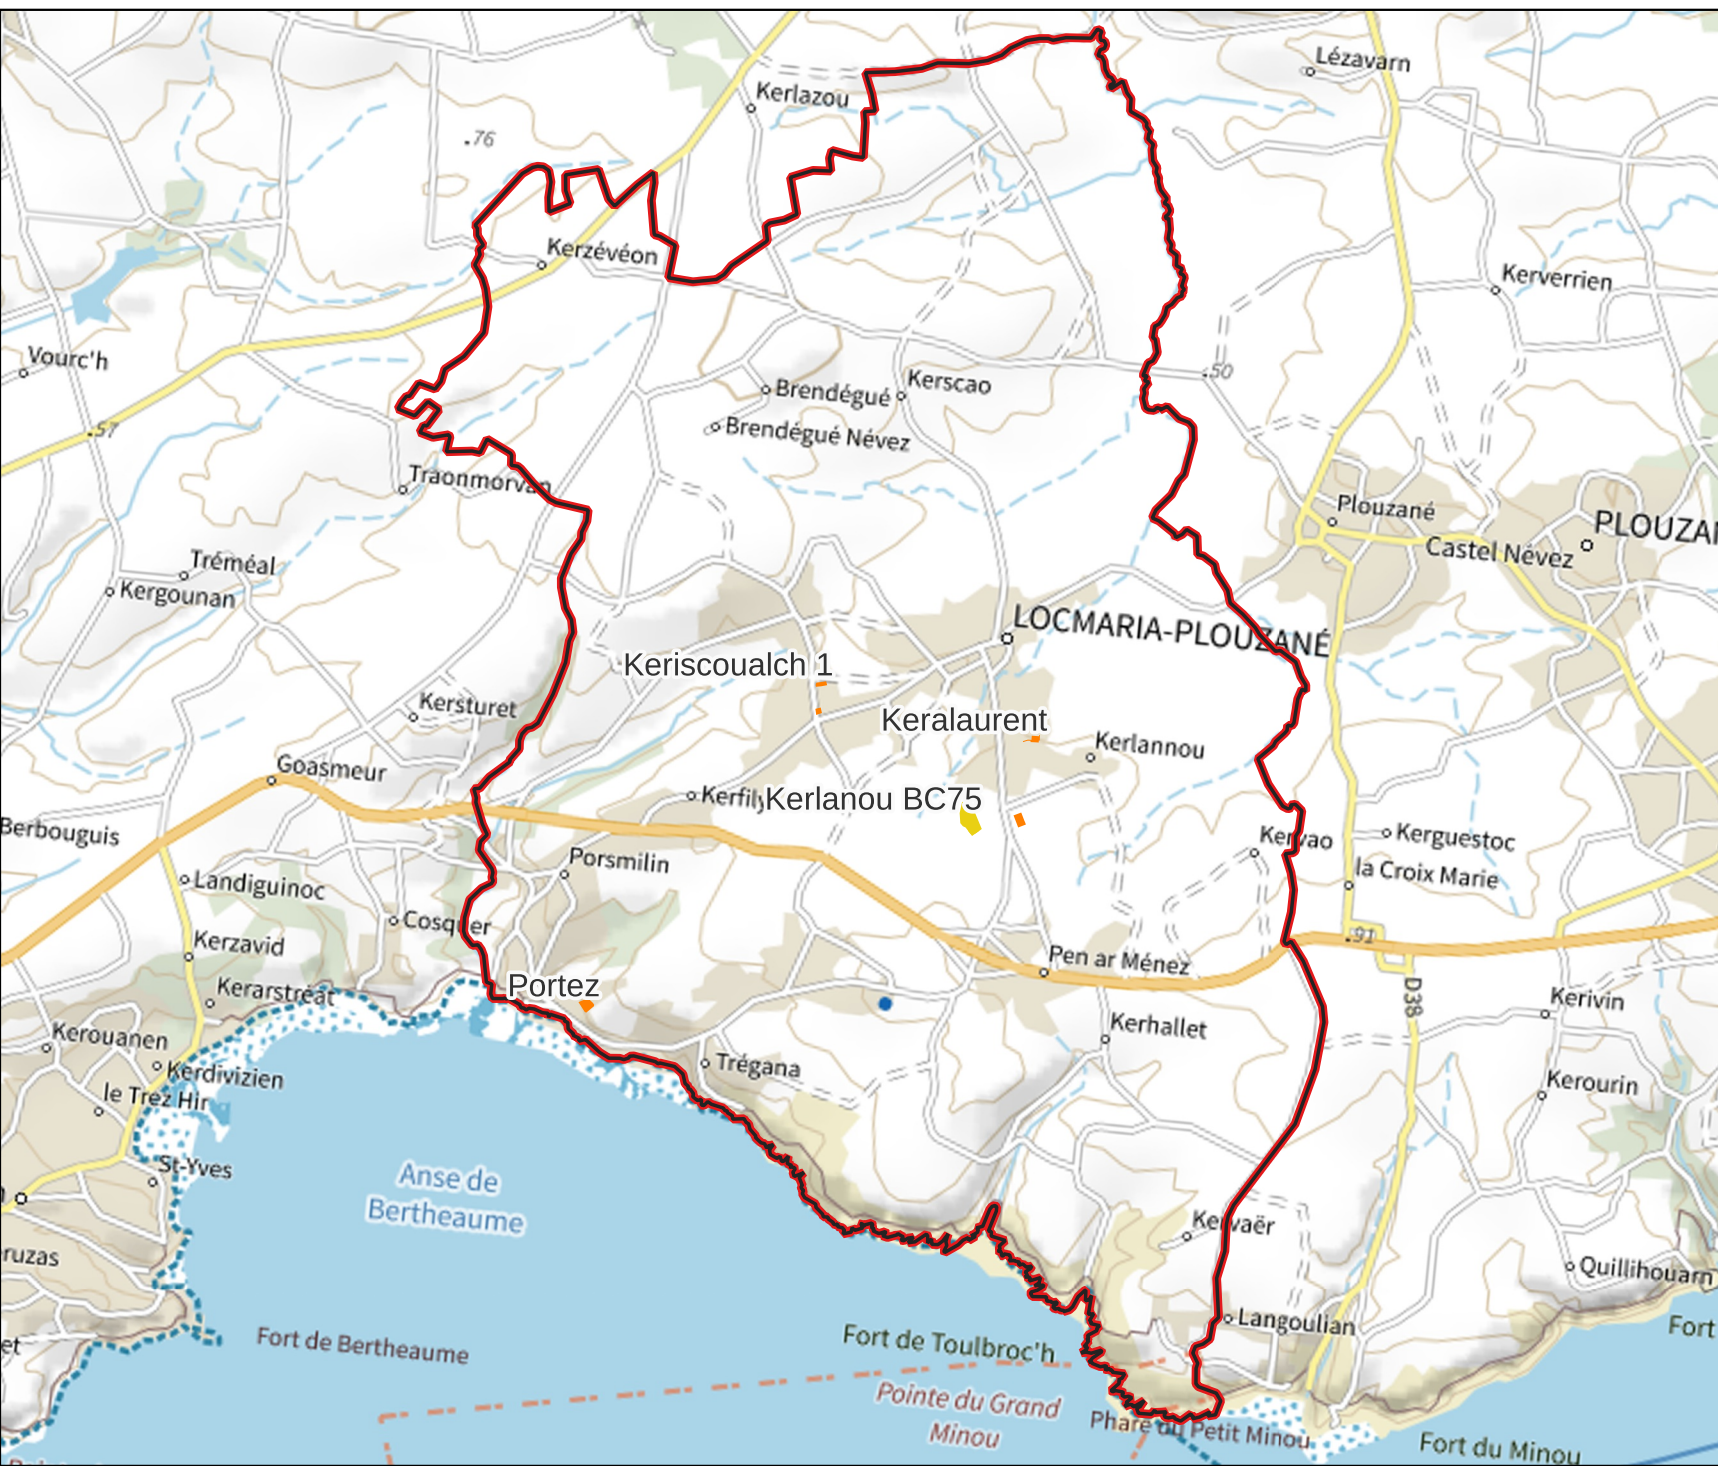 Lézavarn
Kerlazou
.76
Kerzévéon
Kerverrien
Vourc'h
.50
Brendégué
Kerscao
.57
Brendégué Névez
Traonmorvan
Plouzané
PLOUZAN
Castel Névez
Tréméal
Kergounan
LOCMARIA-PLOUZANÉ
Keriscoualch 1
Kersturet
Keralaurent
Kerlannou
Goasmeur
Kerfily
Kerlanou BC75
Berbouguis
Kervao
Kerguestoc
Porsmilin
la Croix Marie
Landiguinoc
Cosquer
.91
Kerzavid
Pen ar Ménez
Portez
D38
Kerarstréat
Kerivin
Kerouanen
Kerhallet
Trégana
Kerdivizien
Kerourin
le Trez Hir
St-Yves
Anse de
Bertheaume
Kervaër
ruzas
Quillihouarn
Langoulian
Fort
Fort de Bertheaume
Fort de Toulbroc'h
et
Pointe du Grand
Minou
Phare du Petit Minou
Fort du Minou